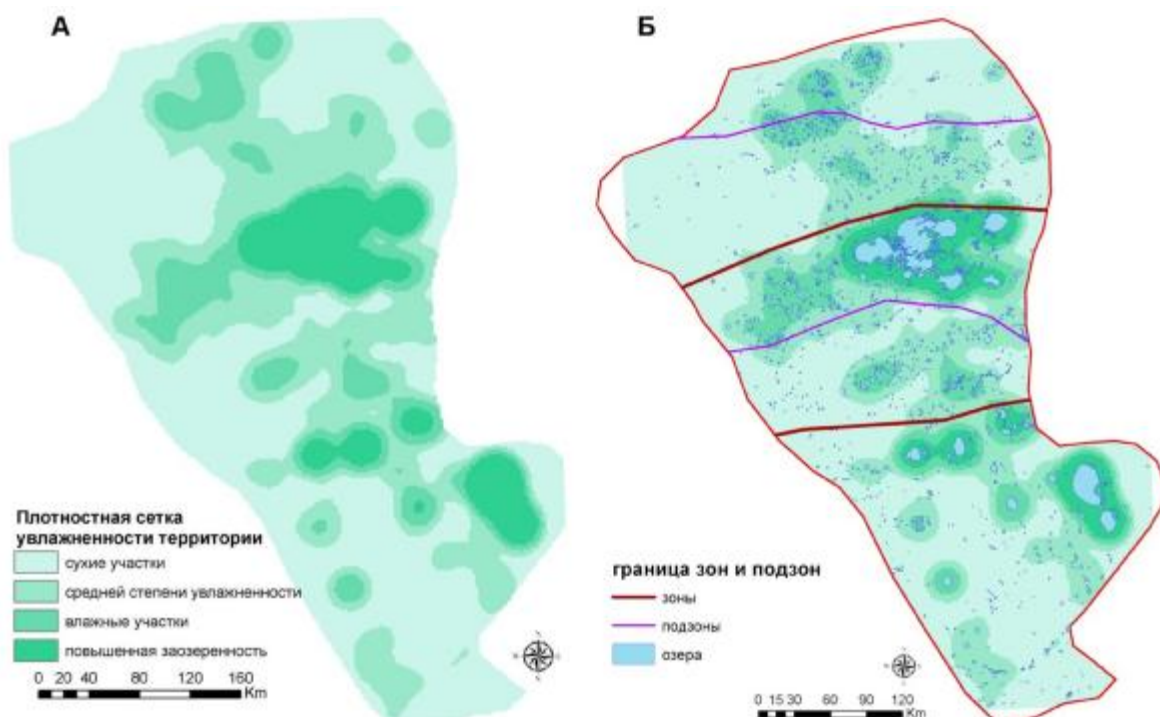 А
Б
Плотностная сетка
увлажненности территории
сухие участки
средней степени увлажненности
влажные участки
повышенная заозеренность
0 20 40 80 120 160
Km
граница зон и подзон
зоны
подзоны
озера
0 15 30 60 90 120
Km